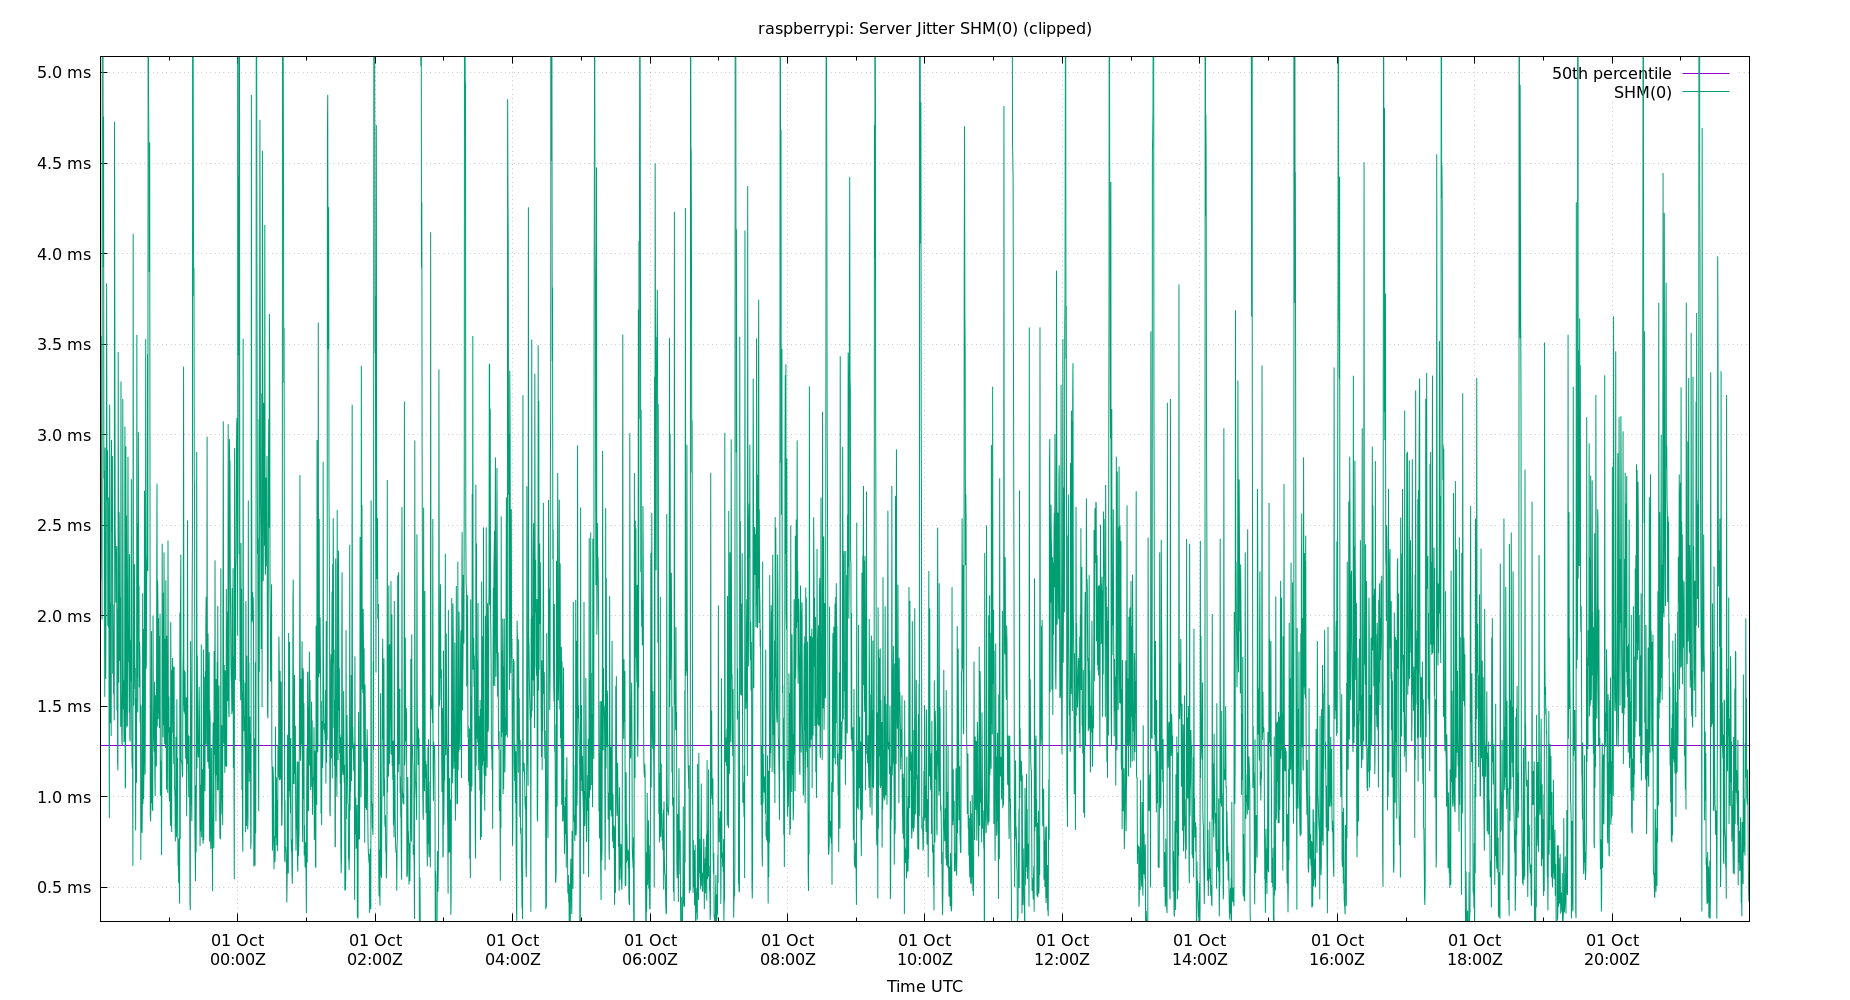 raspberrypi: Server Jitter SHM(0) (clipped)
50th percentile
SHM(0)
5.0 ms
4.5 ms
4.0 ms
3.5 ms
3.0 ms
2.5 ms
2.0 ms
1.5 ms
1.0 ms
0.5 ms
01 Oct 01 Oct 01 Oct 01 Oct 01 Oct 01 Oct 01 Oct 01 Oct 01 Oct 01 Oct 01 Oct
00:00Z 02:00Z 04:00Z 06:00Z 08:00Z 10:00Z 12:00Z 14:00Z 16:00Z 18:00Z 20:00Z
Time UTC